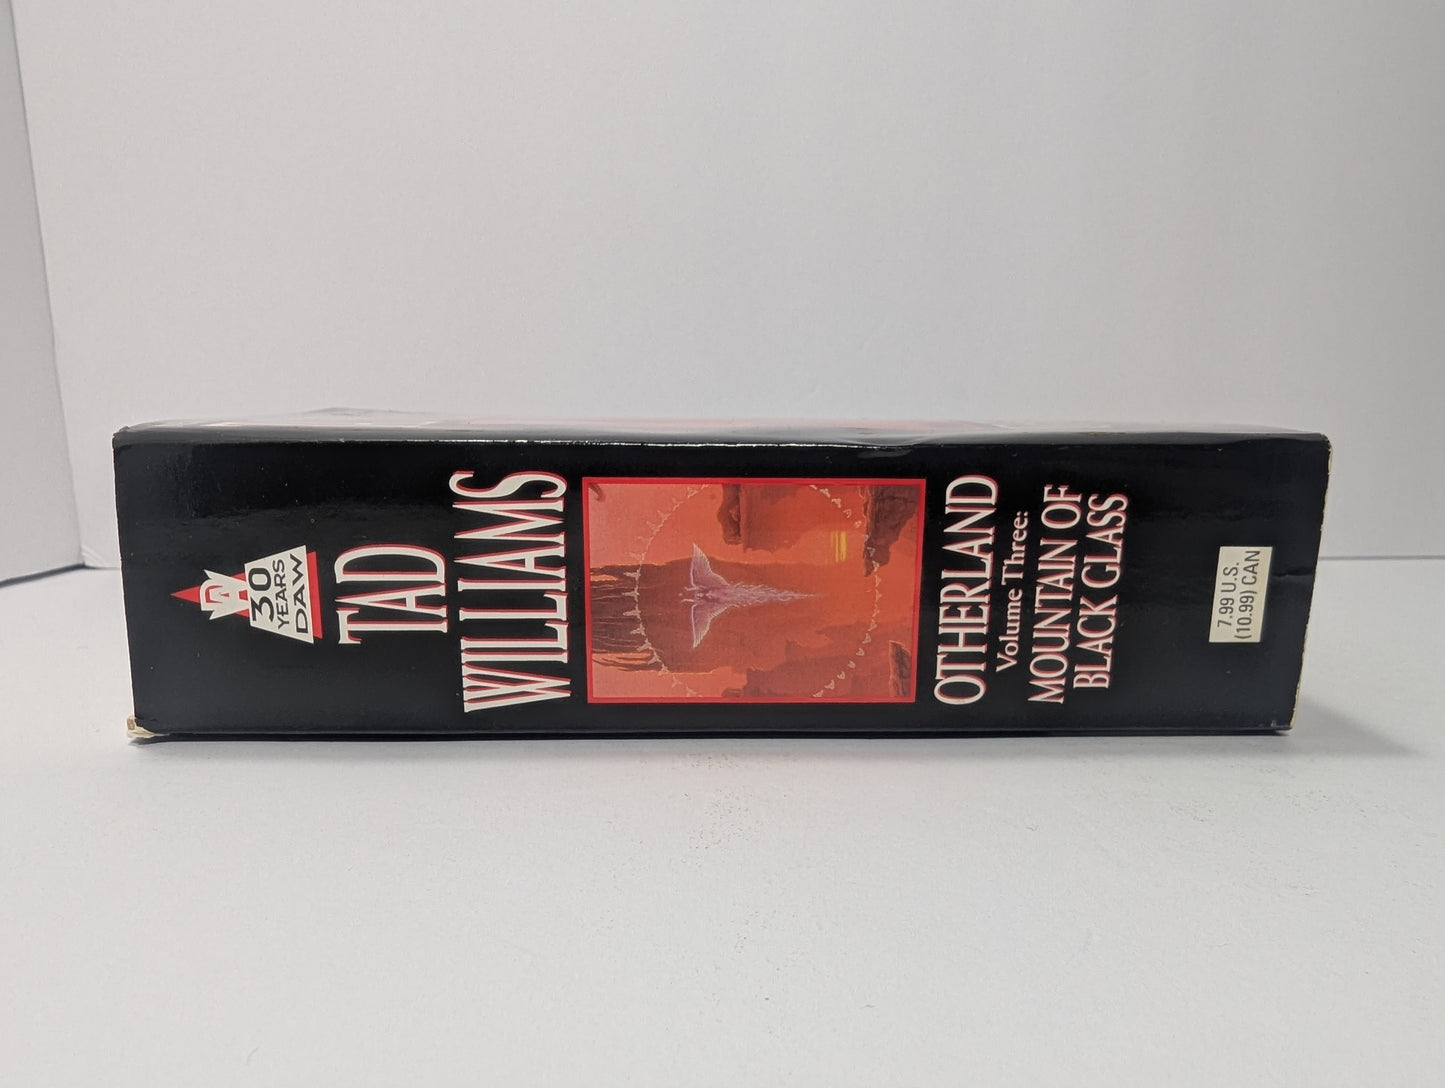 30
YEARS
DAW
TAD
WILLIAMS
OTHERLAND
Volume Three:
MOUNTAIN OF
BLACK GLASS
7.99 U.S.
(10.99) CAN